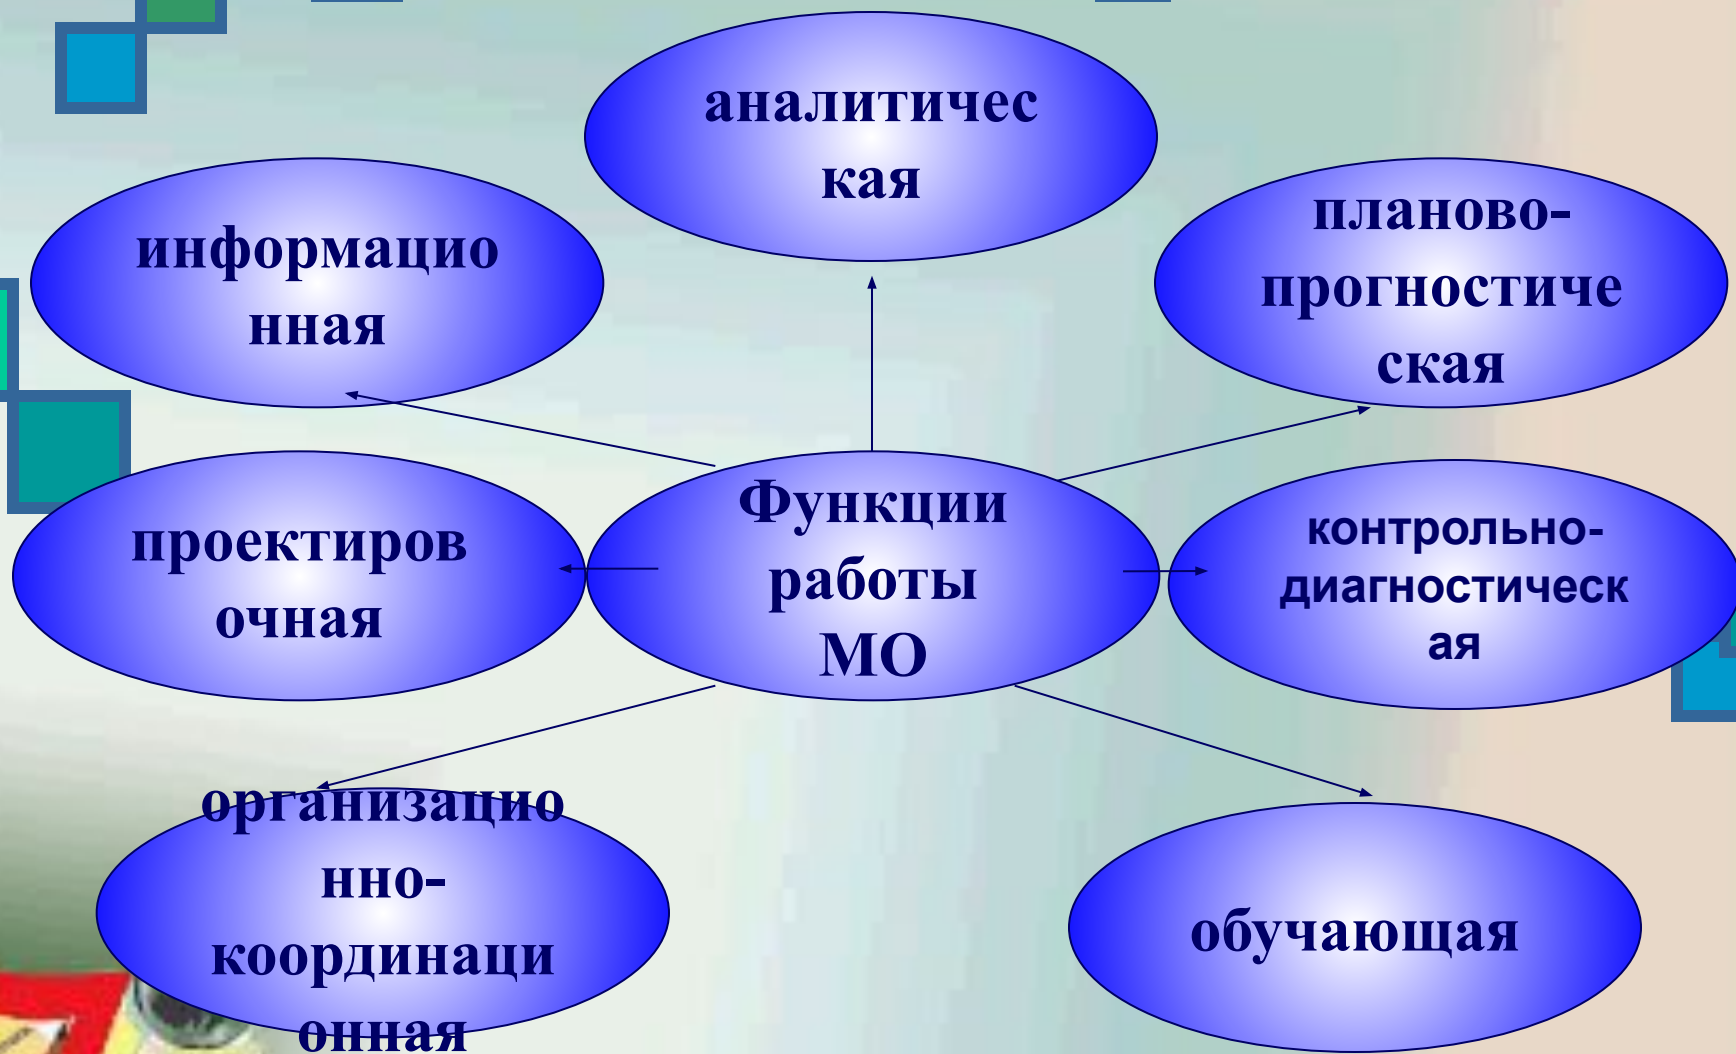 аналитичес
кая
информацио
нная
планово-
прогностиче
ская
проектиров
очная
Функции
работы
МО
контрольно-
диагностическ
ая
организацио
нно-
координаци
онная
обучающая